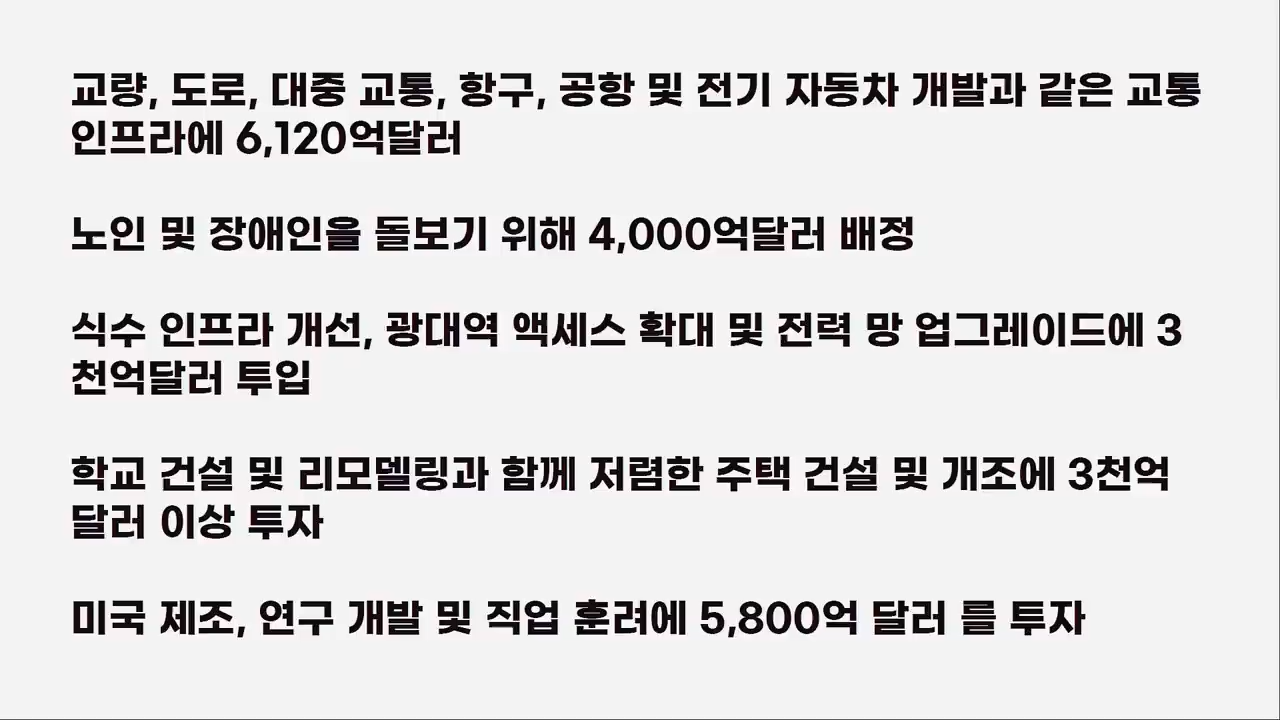 교량, 도로, 대중 교통, 항구, 공항 및 전기 자동차 개발과 같은 교통
인프라에 6,120억달러
노인 및 장애인을 돌보기 위해 4,000억달러 배정
식수 인프라 개선, 광대역 액세스 확대 및 전력 망 업그레이드에 3
천억달러 투입
학교 건설 및 리모델링과 함께 저렴한 주택 건설 및 개조에 3천억
달러 이상 투자
미국 제조, 연구 개발 및 직업 훈려에 5,800억 달러 를 투자